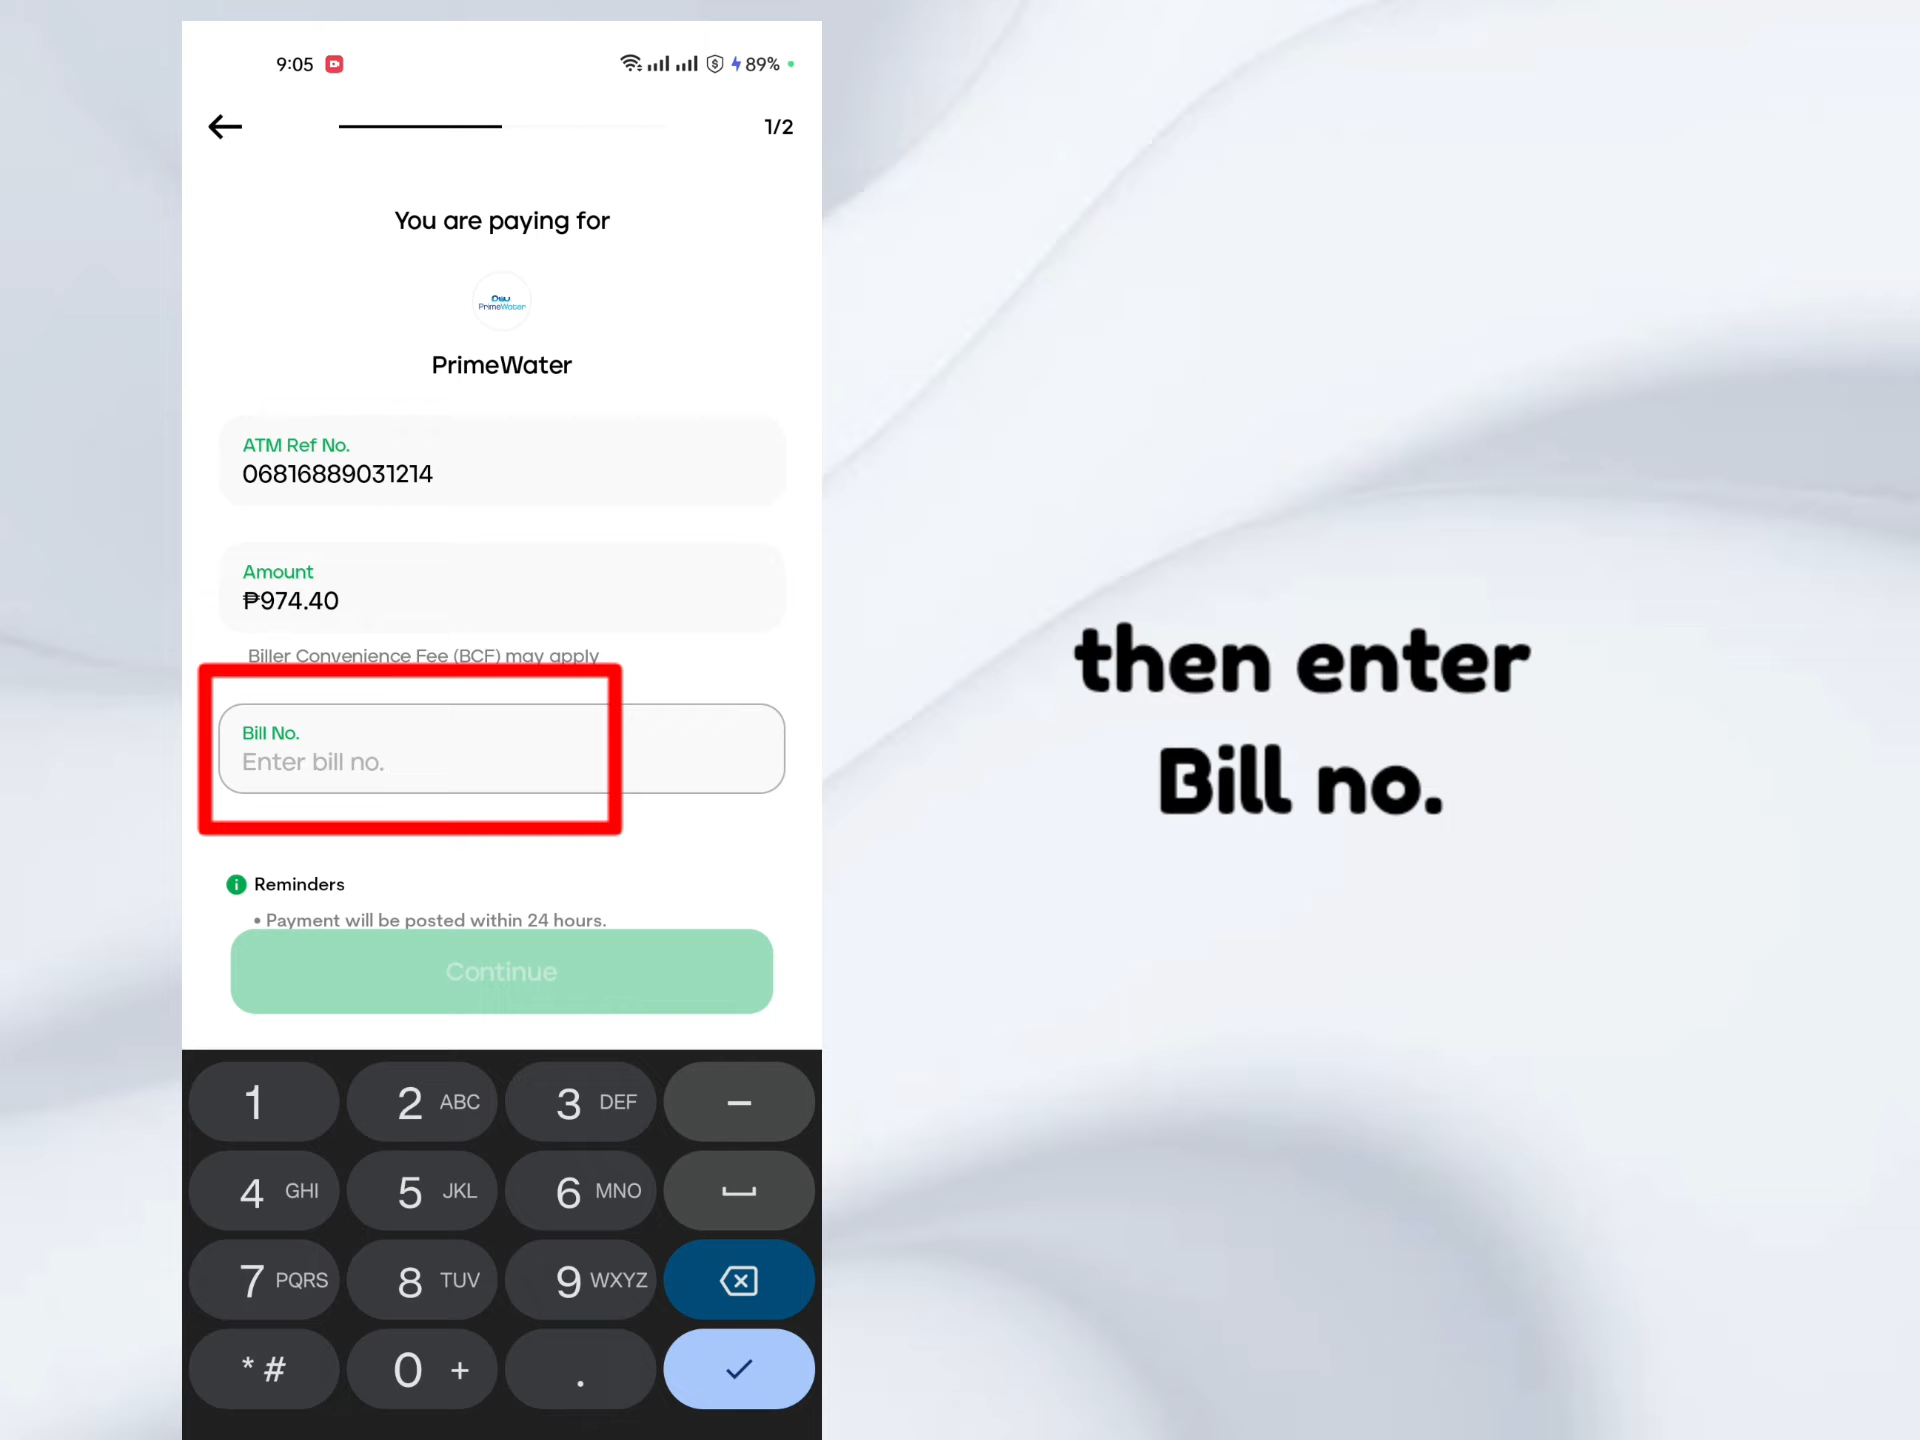 9:05
89%
1/2
You are paying for
PrimeWater
PrimeWater
ATM Ref No.
06816889031214
Amount
₱974.40
Biller Convenience Fee (BCF) may apply
Bill No.
Enter bill no.
then enter
Bill no.
Reminders
• Payment will be posted within 24 hours.
Continue
1
2 ABC
3 DEF
–
4 GHI
5 JKL
6 MNO
7 PQRS
8 TUV
9 WXYZ
* #
0 +
.